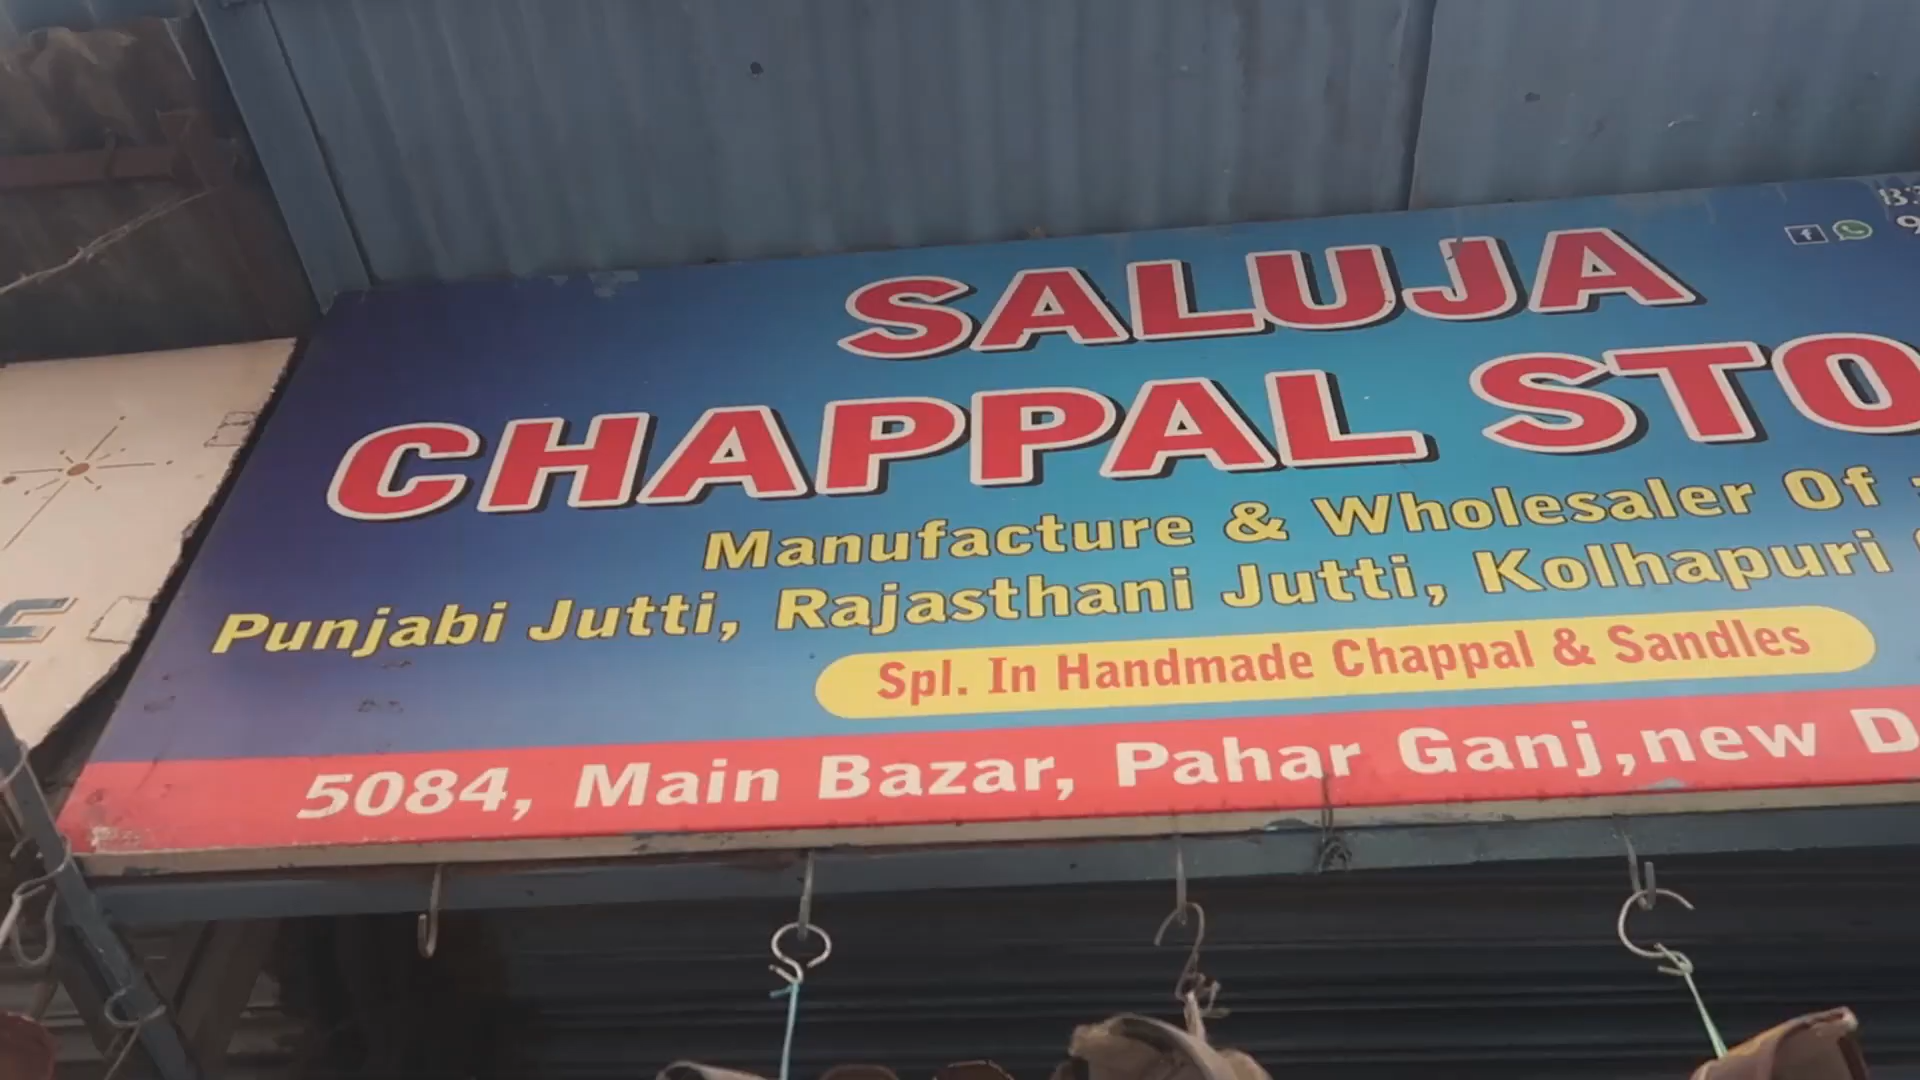 SALUJA
CHAPPAL STO
Manufacture & Wholesaler Of :
Punjabi Jutti, Rajasthani Jutti, Kolhapuri
Spl. In Handmade Chappal & Sandles
5084, Main Bazar, Pahar Ganj,new D